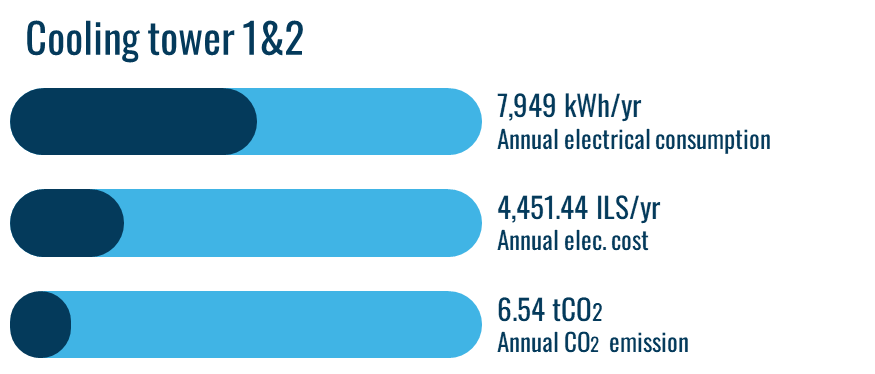 Cooling tower 1&2
7,949 kWh/yr
Annual electrical consumption
4,451.44 ILS/yr
Annual elec. cost
6.54 tCO2
Annual CO2 emission